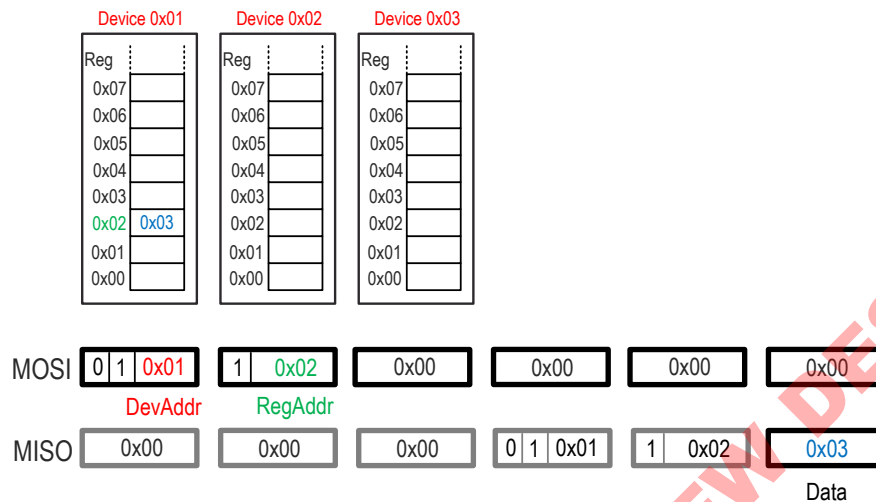 Device 0x01 Device 0x02 Device 0x03
Reg Reg Reg
0x07 0x07 0x07
0x06 0x06 0x06
0x05 0x05 0x05
0x04 0x04 0x04
0x03 0x03 0x03
0x02 0x03 0x02 0x02
0x01 0x01 0x01
0x00 0x00 0x00
MOSI 0 1 0x01 1 0x02 0x00 0x00 0x00 0x00
DevAddr RegAddr
MISO 0x00 0x00 0x00 0 1 0x01 1 0x02 0x03
Data